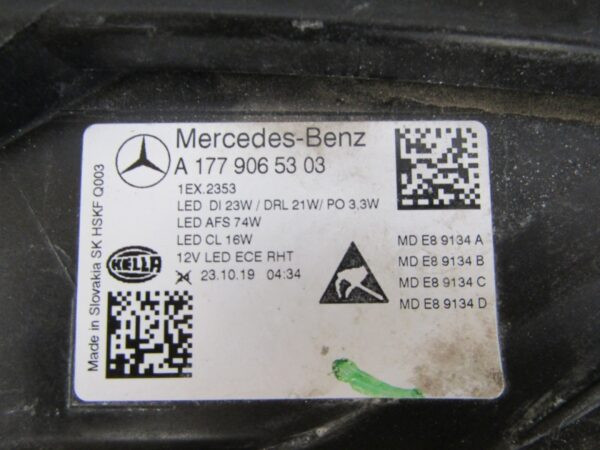 Mercedes-Benz
A 177 906 53 03
1EX.2353
LED DI 23W / DRL 21W/ PO 3,3W
LED AFS 74W
LED CL 16W
12V LED ECE RHT
23.10.19 04:34
HELLA
MD E8 9134 A
MD E8 9134 B
MD E8 9134 C
MD E8 9134 D
Made in Slovakia SK HSKF Q003